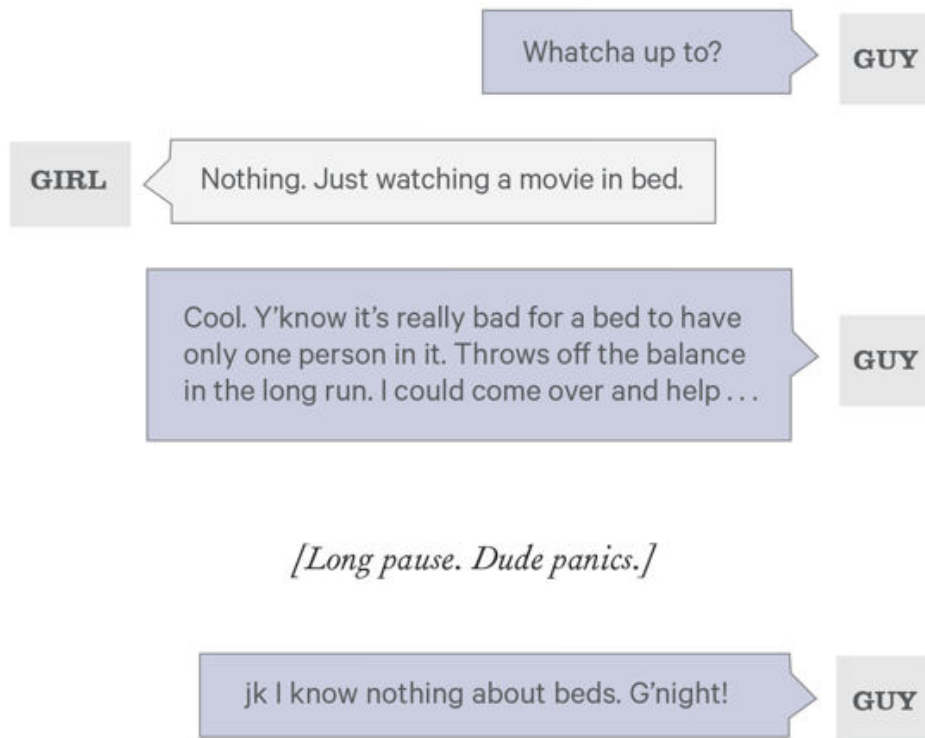 Whatcha up to?
GUY
GIRL
Nothing. Just watching a movie in bed.
Cool. Y’know it’s really bad for a bed to have
only one person in it. Throws off the balance
in the long run. I could come over and help . . .
GUY
[Long pause. Dude panics.]
jk I know nothing about beds. G’night!
GUY